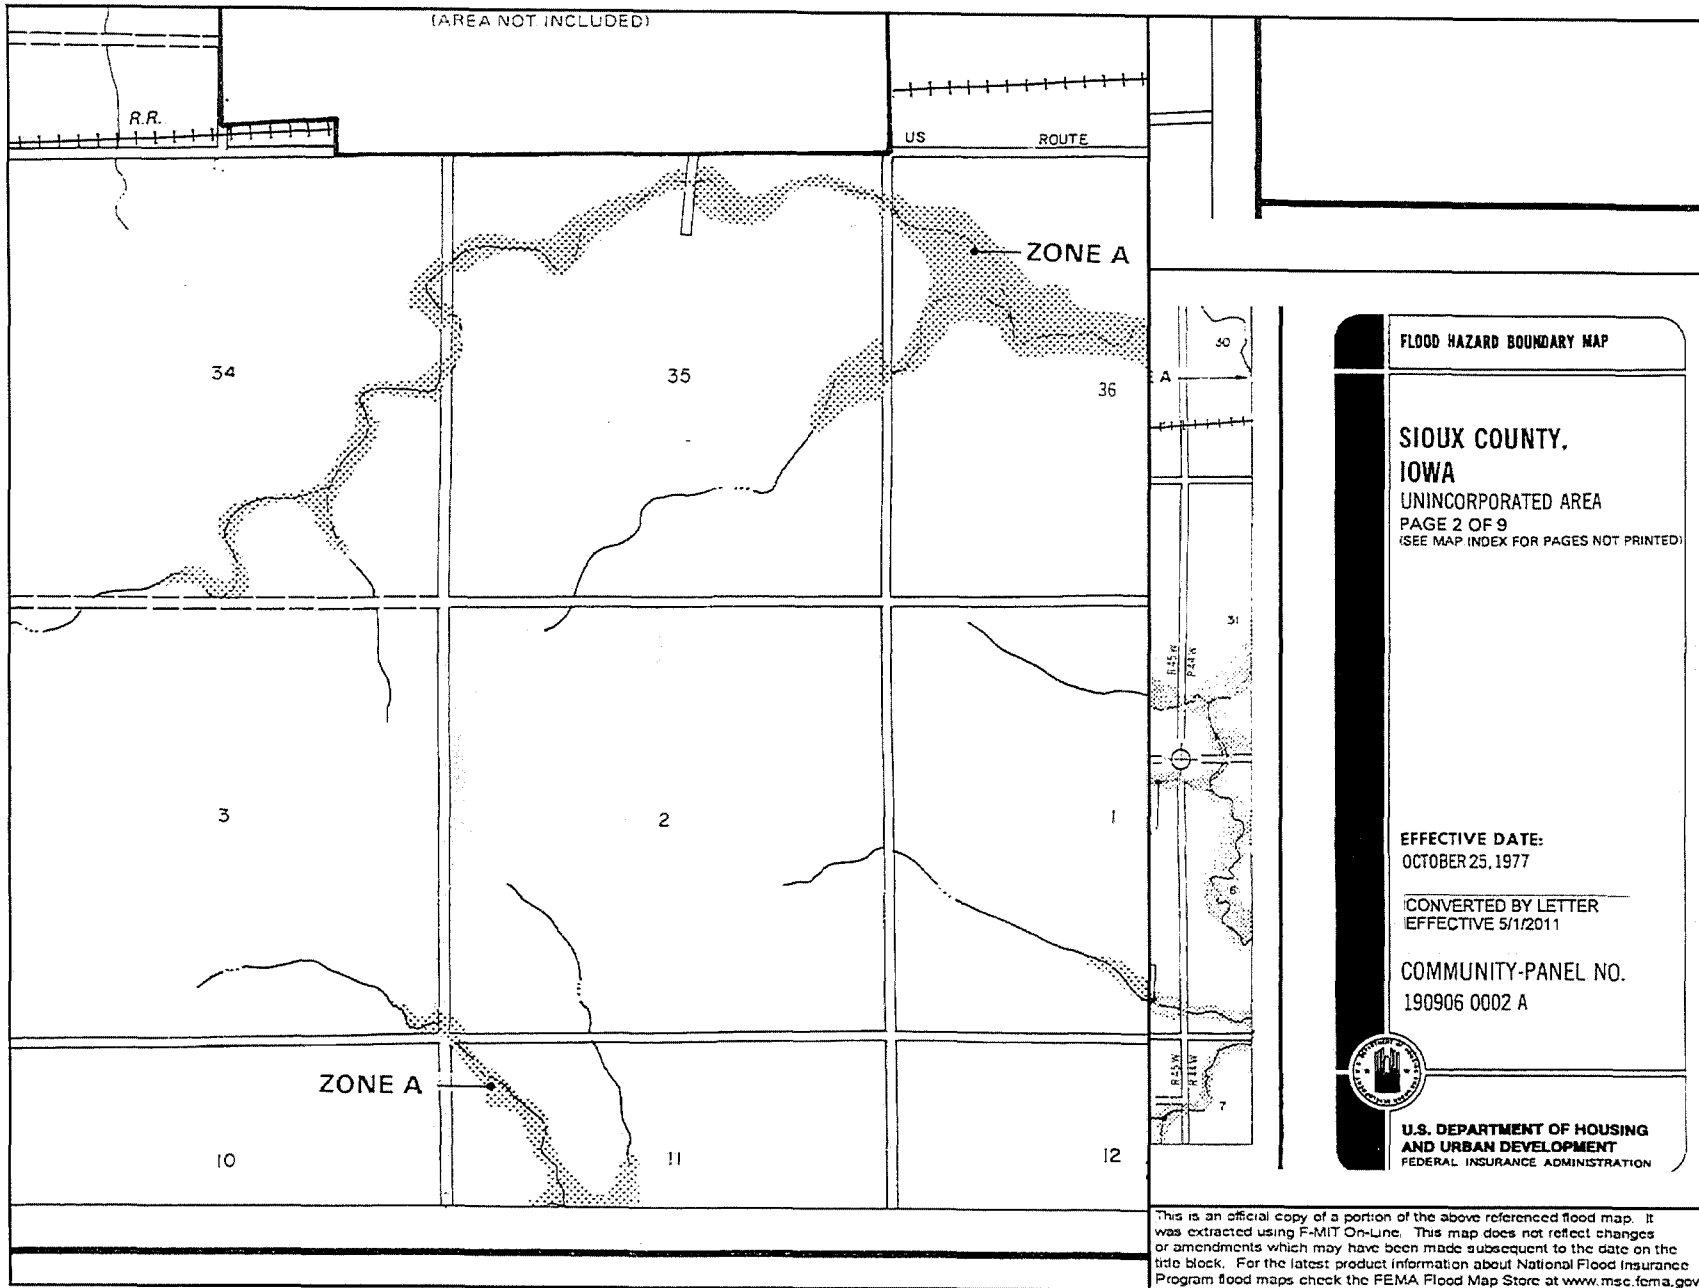 (AREA NOT INCLUDED)
R.R.
US ROUTE
ZONE A
34
35
36
3
2
1
ZONE A
10
11
12
30
A
31
R45W
R44W
6
R45W
R44W
7
FLOOD HAZARD BOUNDARY MAP
SIOUX COUNTY,
IOWA
UNINCORPORATED AREA
PAGE 2 OF 9
(SEE MAP INDEX FOR PAGES NOT PRINTED)
EFFECTIVE DATE:
OCTOBER 25, 1977
CONVERTED BY LETTER
EFFECTIVE 5/1/2011
COMMUNITY-PANEL NO.
190906 0002 A
U.S. DEPARTMENT OF HOUSING
AND URBAN DEVELOPMENT
FEDERAL INSURANCE ADMINISTRATION
This is an official copy of a portion of the above referenced flood map. It
was extracted using F-MIT On-Line. This map does not reflect changes
or amendments which may have been made subsequent to the date on the
title block. For the latest product information about National Flood Insurance
Program flood maps check the FEMA Flood Map Store at www.msc.fema.gov